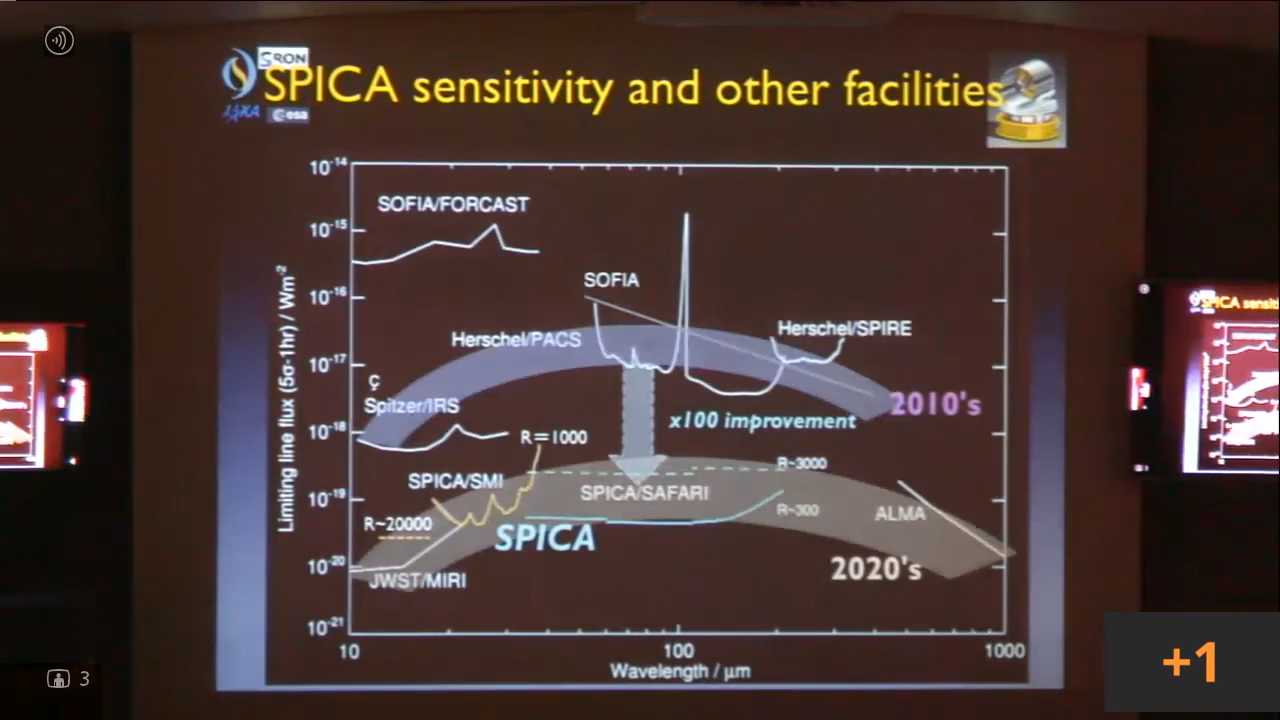 SRON
SPICA sensitivity and other facilities
JAXA esa
10-14
SOFIA/FORCAST
10-15
SOFIA
10-16
Herschel/PACS
Herschel/SPIRE
10-17
ç
Spitzer/IRS
2010's
x100 improvement
10-18
R=1000
R~3000
SPICA/SMI
SPICA/SAFARI
10-19
R~300
ALMA
R~20000
SPICA
10-20
2020's
JWST/MIRI
10-21
10
100
1000
Wavelength / μm
Limiting line flux (5σ-1hr) / Wm-2
3
+1